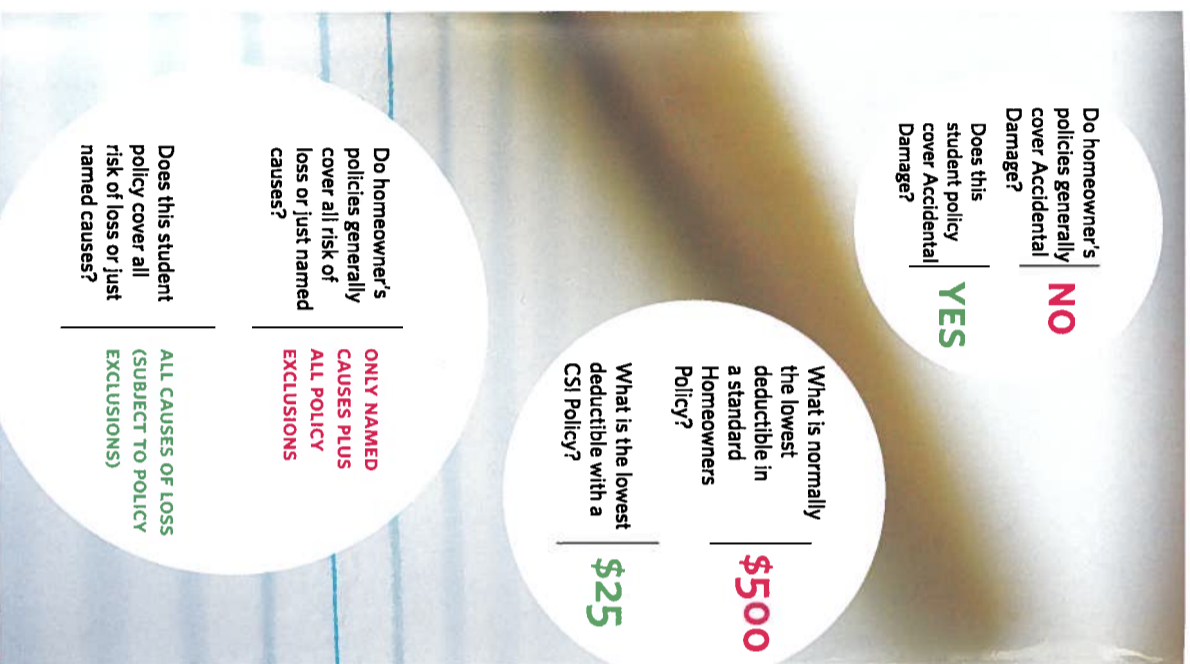 Do homeowner's
policies generally
cover Accidental
Damage?
NO
Does this
student policy
cover Accidental
Damage?
YES
What is normally
the lowest
deductible in
a standard
Homeowners
Policy?
$500
What is the lowest
deductible with a
CSI Policy?
$25
Do homeowner's
policies generally
cover all risk of
loss or just named
causes?
ONLY NAMED
CAUSES PLUS
ALL POLICY
EXCLUSIONS
Does this student
policy cover all
risk of loss or just
named causes?
ALL CAUSES OF LOSS
(SUBJECT TO POLICY
EXCLUSIONS)